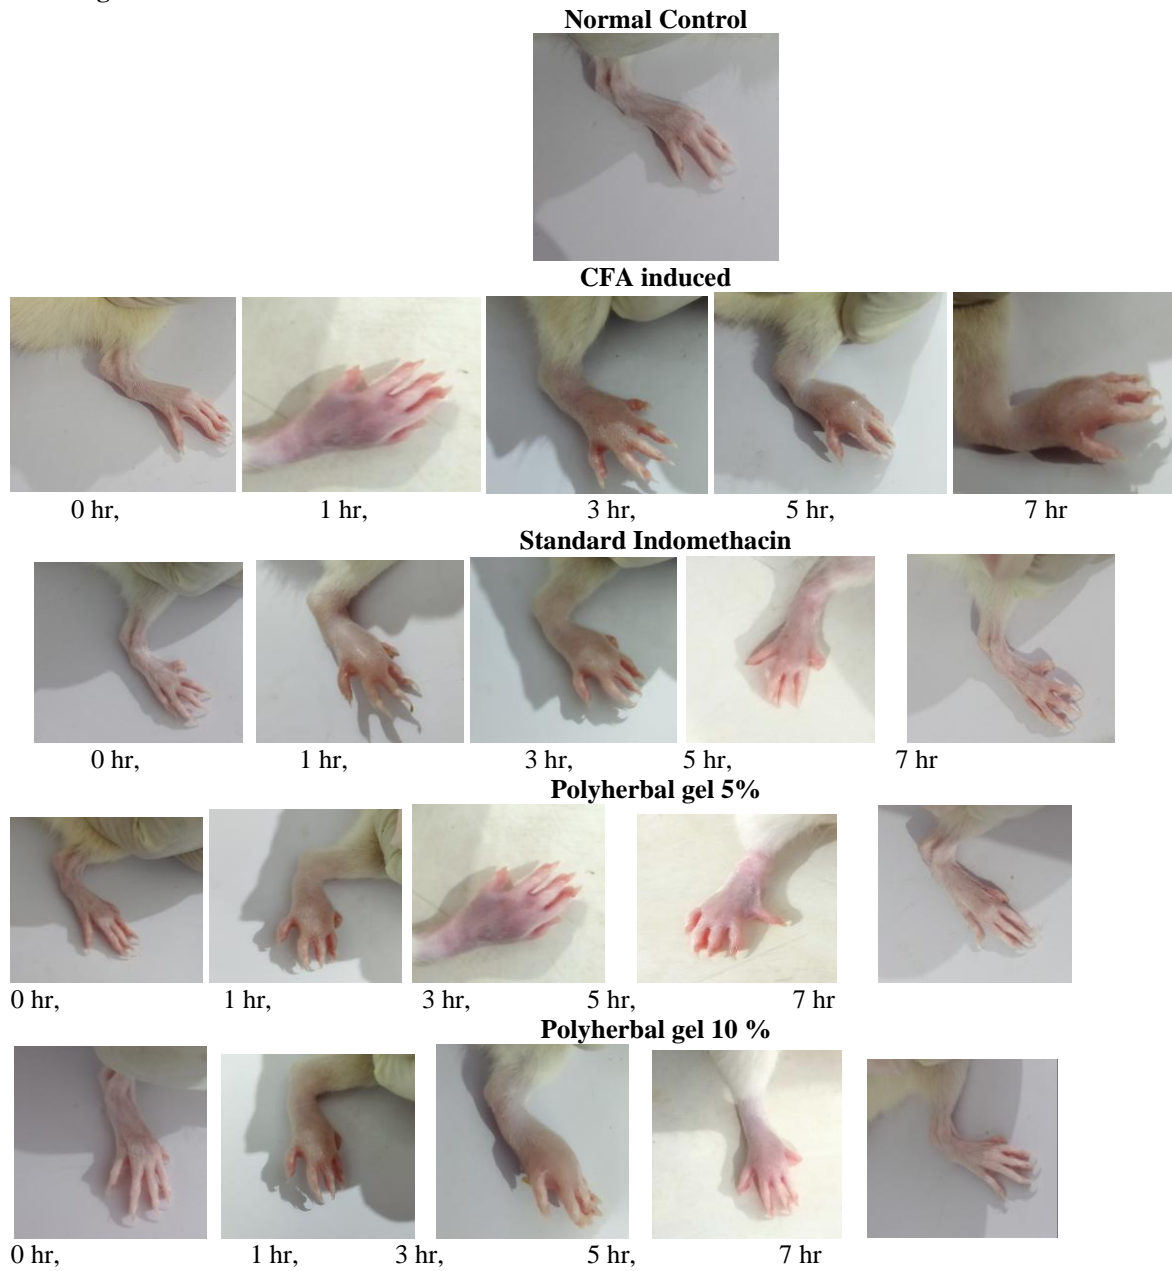 Normal Control
CFA induced
0 hr, 1 hr, 3 hr, 5 hr, 7 hr
Standard Indomethacin
0 hr, 1 hr, 3 hr, 5 hr, 7 hr
Polyherbal gel 5%
0 hr, 1 hr, 3 hr, 5 hr, 7 hr
Polyherbal gel 10 %
0 hr, 1 hr, 3 hr, 5 hr, 7 hr